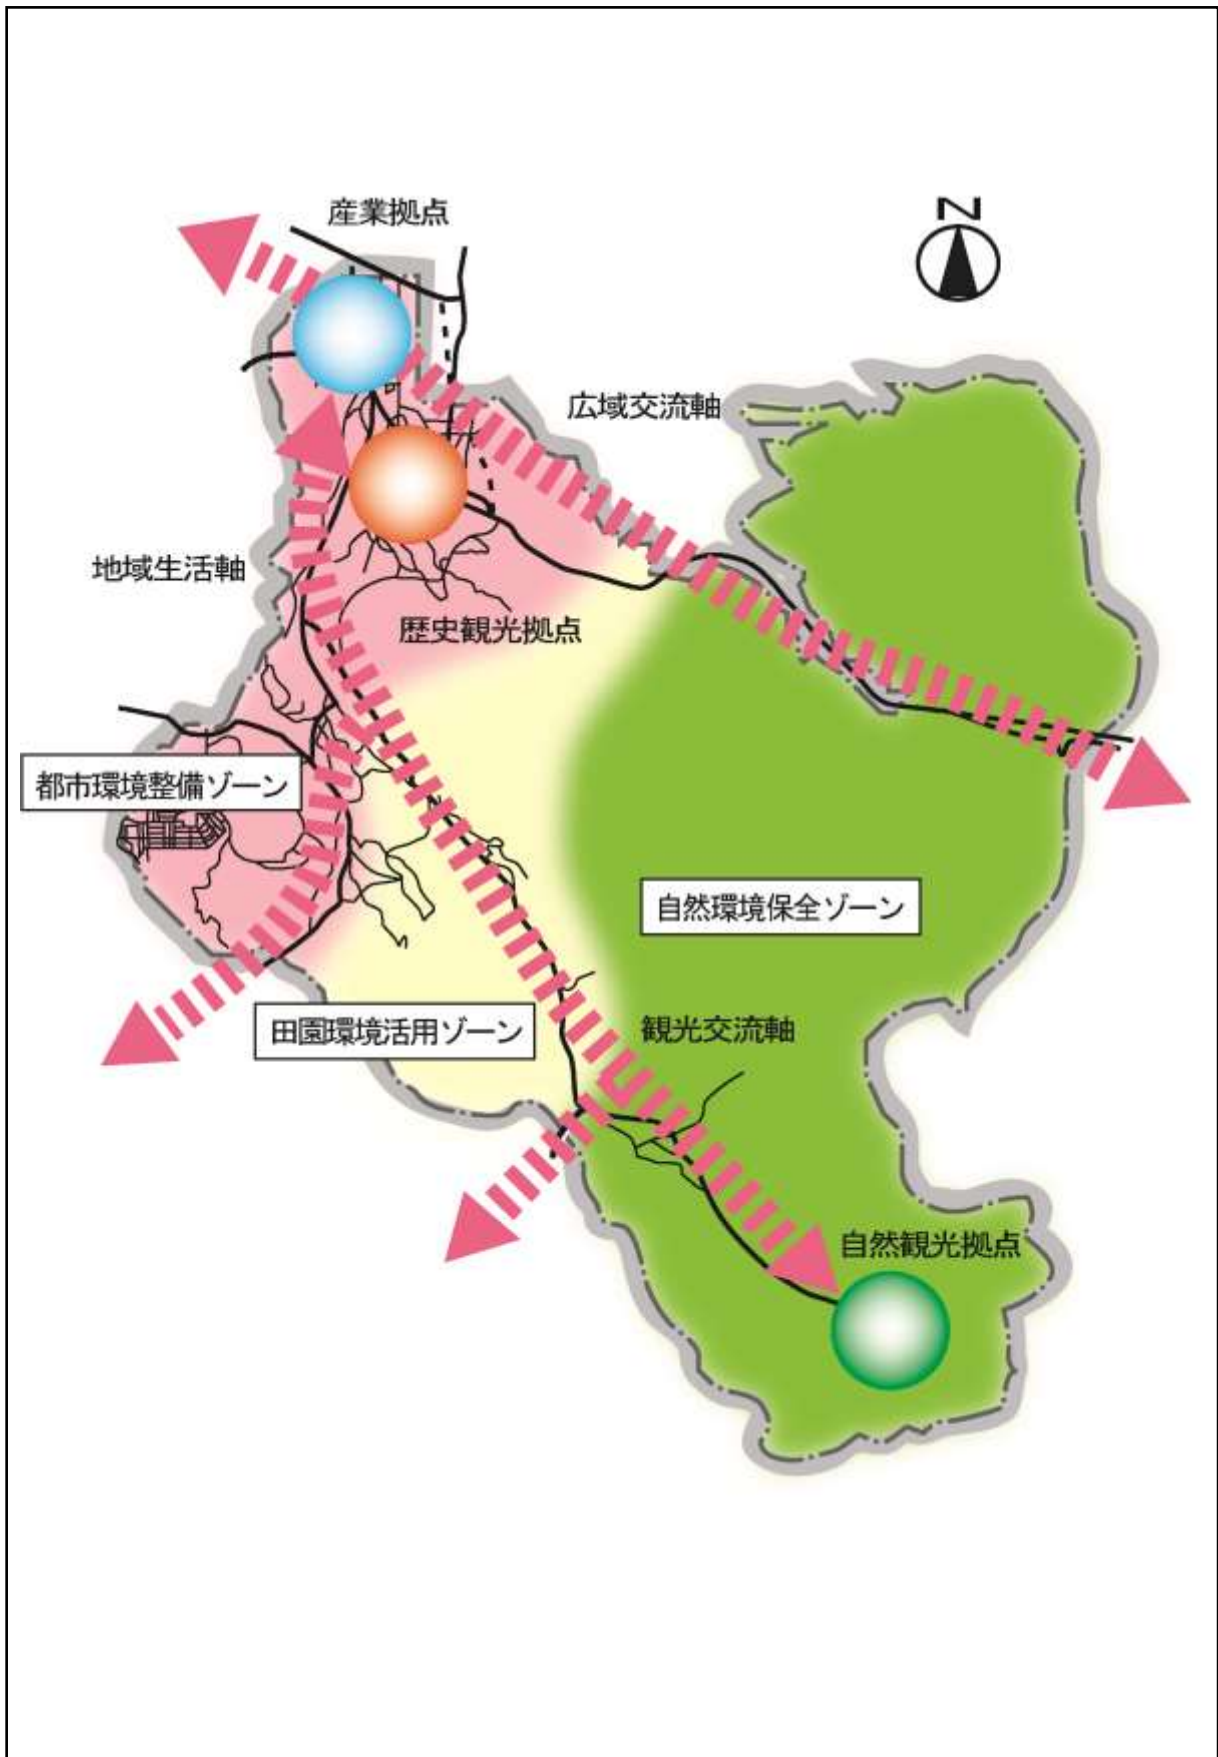 産業拠点
N
広域交流軸
地域生活軸
歴史観光拠点
都市環境整備ゾーン
自然環境保全ゾーン
田園環境活用ゾーン
観光交流軸
自然観光拠点